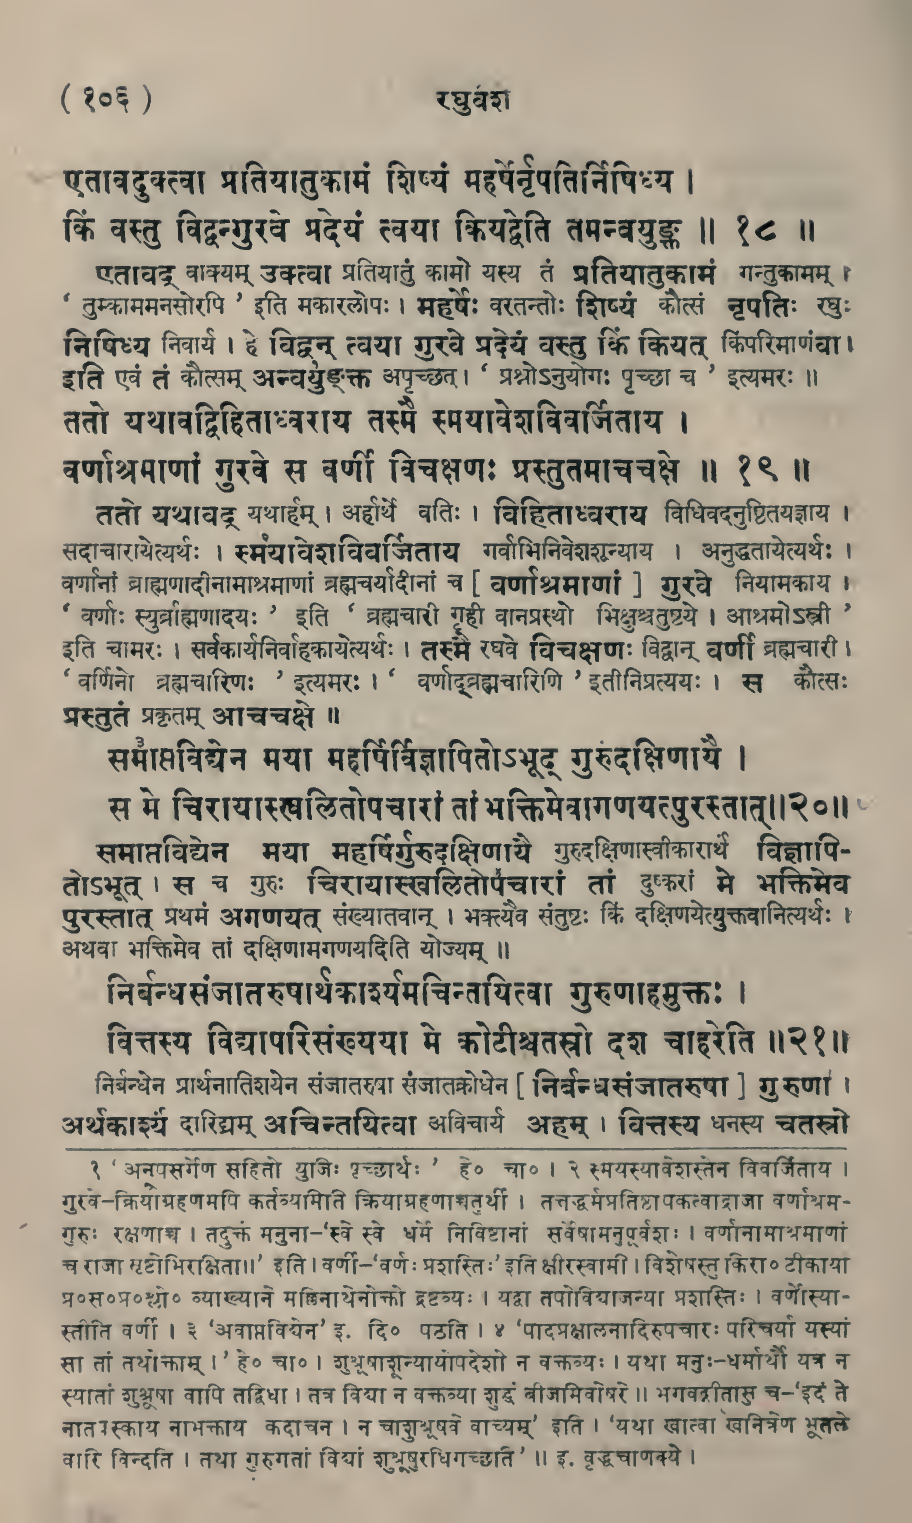 ( १०६ ) रघुवंश
एतावदुक्त्वा प्रतियातुकामं शिष्यं महर्षेर्नृपतिर्निषिध्य ।
किं वस्तु विद्वन्गुरवे प्रदेयं त्वया कियद्वेति तमन्वयुङ्क्त ॥ १८ ॥
एतावद् वाक्यम् उक्त्वा प्रतियातुं कामो यस्य तं प्रतियातुकामं गन्तुकामम् ।
‘ तुम्काममनसोरपि ’ इति मकारलोपः । महर्षेः वरतन्तोः शिष्यं कौत्सं नृपतिः रघुः
निषिध्य निवार्य । हे विद्वन् त्वया गुरवे प्रदेयं वस्तु किं कियत् किंपरिमाणंवा।
इति एवं तं कौत्सम् अन्वयुङ्क्त अपृच्छत्। ‘ प्रश्नोऽनुयोगः पृच्छा च ’ इत्यमरः ॥
ततो यथावद्विहिताध्वराय तस्मै स्मयावेशविवर्जिताय ।
वर्णाश्रमाणां गुरवे स वर्णी विचक्षणः प्रस्तुतमाचचक्षे ॥ १९ ॥
ततो यथावद् यथार्हम् । अर्हार्थे वतिः । विहिताध्वराय विधिवदनुष्ठितयज्ञाय ।
सदाचारायेत्यर्थः । स्मयावेशविवर्जिताय गर्वाभिनिवेशशून्याय । अनुद्धतायेत्यर्थः ।
वर्णानां ब्राह्मणादीनामाश्रमाणां ब्रह्मचर्यादीनां च [ वर्णाश्रमाणां ] गुरवे नियामकाय ।
‘ वर्णाः स्युर्ब्राह्मणादयः ’ इति ‘ ब्रह्मचारी गृही वानप्रस्थो भिक्षुश्चतुष्टये । आश्रमोऽस्त्री ’
इति चामरः । सर्वकार्यनिर्वाहकायेत्यर्थः । तस्मै रघवे विचक्षणः विद्वान् वर्णी ब्रह्मचारी।
‘ वर्णिनो ब्रह्मचारिणः ’ इत्यमरः । ‘ वर्णाद्ब्रह्मचारिणि ’ इतीनिप्रत्ययः । स कौत्सः
प्रस्तुतं प्रकृतम् आचचक्षे ॥
समाप्तविद्येन मया महर्षिर्विज्ञापितोऽभूद् गुरुदक्षिणायै ।
स मे चिरायास्खलितोपचारां तां भक्तिमेवागणयत्पुरस्तात्॥२०॥
समाप्तविद्येन मया महर्षिर्गुरुदक्षिणायै गुरुदक्षिणास्वीकारार्थं विज्ञापि-
तोऽभूत् । स च गुरुः चिरायास्खलितोपचारां तां दुष्करां मे भक्तिमेव
पुरस्तात् प्रथमं अगणयत् संख्यातवान् । भक्त्यैव संतुष्टः किं दक्षिणयेत्युक्तवानित्यर्थः ।
अथवा भक्तिमेव तां दक्षिणामगणयदिति योज्यम् ॥
निर्बन्धसंजातरुषार्थकार्श्यमचिन्तयित्वा गुरुणाहमुक्तः ।
वित्तस्य विद्यापरिसंख्यया मे कोटीश्चतस्रो दश चाहरेति ॥२१॥
निर्बन्धेन प्रार्थनातिशयेन संजातरुषा संजातक्रोधेन [ निर्बन्धसंजातरुषा ] गुरुणा ।
अर्थकार्श्यं दारिद्र्यम् अचिन्तयित्वा अविचार्य अहम् । वित्तस्य धनस्य चतस्रो
१ ‘ अनूपसर्गेण सहितो युजिः पृच्छार्थः ’ हे० चा० । २ स्मयस्यावेशस्तेन विवर्जिताय ।
गुरवे-क्रियाग्रहणमपि कर्तव्यमिति क्रियाग्रहणाच्चतुर्थी । तत्तद्धर्मप्रतिष्ठापकत्वाद्राजा वर्णाश्रम-
गुरुः रक्षणाच्च । तदुक्तं मनुना-‘स्वे स्वे धर्मे निविष्टानां सर्वेषामनुपूर्वशः । वर्णानामाश्रमाणां
च राजा सृष्टोभिरक्षिता॥’ इति । वर्णी-‘वर्णः प्रशस्तिः’ इति क्षीरस्वामी । विशेषस्तु किरा० टीकाया
प्र०स०प्र०श्लो० व्याख्याने मल्लिनाथेनोक्तो द्रष्टव्यः । यद्वा तपोविद्याजन्या प्रशस्तिः । वर्णोस्या-
स्तीति वर्णी । ३ ‘अवाप्तविद्येन’ इ. दि० पठति । ४ ‘पादप्रक्षालनादिरुपचारः परिचर्या यस्यां
सा तां तथोक्ताम् ।’ हे० चा० । शुश्रूषाशून्यायोपदेशो न वक्तव्यः । यथा मनुः-धर्मार्थौ यत्र न
स्यातां शुश्रूषा वापि तद्विधा । तत्र विद्या न वक्तव्या शुद्धं बीजमिवोषरे ॥ भगवद्गीतासु च-‘इदं ते
नातपस्काय नाभक्ताय कदाचन । न चाशुश्रूषवे वाच्यम्’ इति । ‘यथा खात्वा खनित्रेण भूतले
वारि विन्दति । तथा गुरुगतां विद्यां शुश्रूषुरधिगच्छति’ ॥ इ. वृद्धचाणक्ये ।